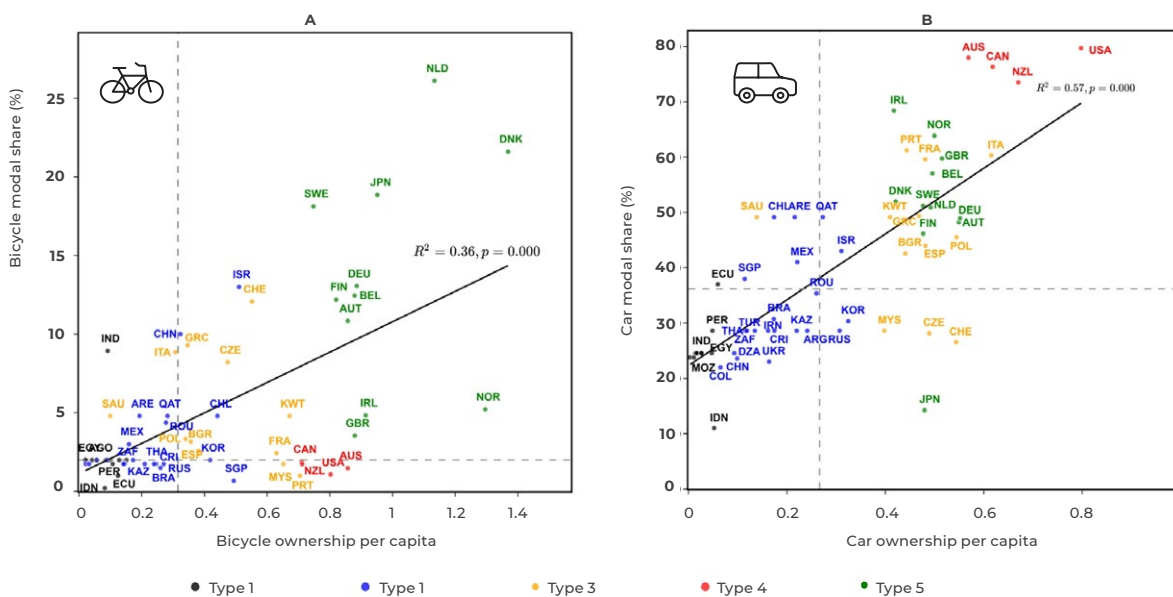 A
Bicycle modal share (%)
25
20
15
10
5
0
0
0.2
0.4
0.6
0.8
1
1.2
1.4
Bicycle ownership per capita
NLD
DNK
JPN
SWE
R² = 0.36, p = 0.000
ISR
CHE
DEU
FIN
BEL
AUT
CHN
GRC
IND
ITA
CZE
SAU
ARE
QAT
CHL
KWT
IRL
NOR
ROU
GBR
MEX
POL
BGR
FRA
EGY
AGO
ZAF
THA
CRI
ESP
KOR
CAN
AUS
USA
PER
KAZ
RUS
SGP
NZL
BRA
MYS
ECU
PRT
IDN
B
Car modal share (%)
80
70
60
50
40
30
20
10
0
0
0.2
0.4
0.6
0.8
Car ownership per capita
AUS
CAN
USA
NZL
R² = 0.57, p = 0.000
IRL
NOR
PRT
FRA
GBR
ITA
BEL
DNK
SWE
SAU
CHL
ARE
QAT
KWT
NLD
DEU
GRC
FIN
AUT
ISR
BGR
ESP
POL
MEX
SGP
ECU
ROU
BRA
KOR
PER
TUR
KAZ
MYS
CZE
CHE
THA
IRN
ZAF
CRI
ARG
RUS
IND
EGY
DZA
UKR
MOZ
CHN
COL
JPN
IDN
Type 1
Type 1
Type 3
Type 4
Type 5